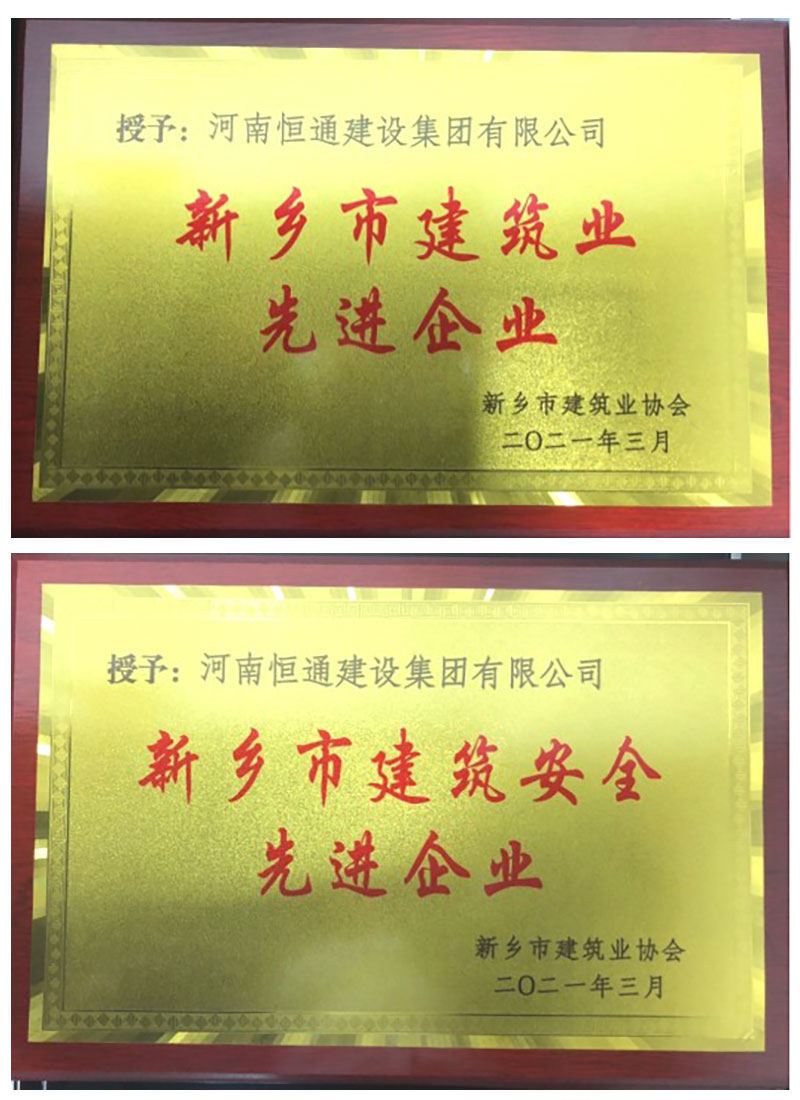 授予：河南恒通建设集团有限公司
新乡市建筑业
先进企业
新乡市建筑业协会
二〇二一年三月
授予：河南恒通建设集团有限公司
新乡市建筑安全
先进企业
新乡市建筑业协会
二〇二一年三月